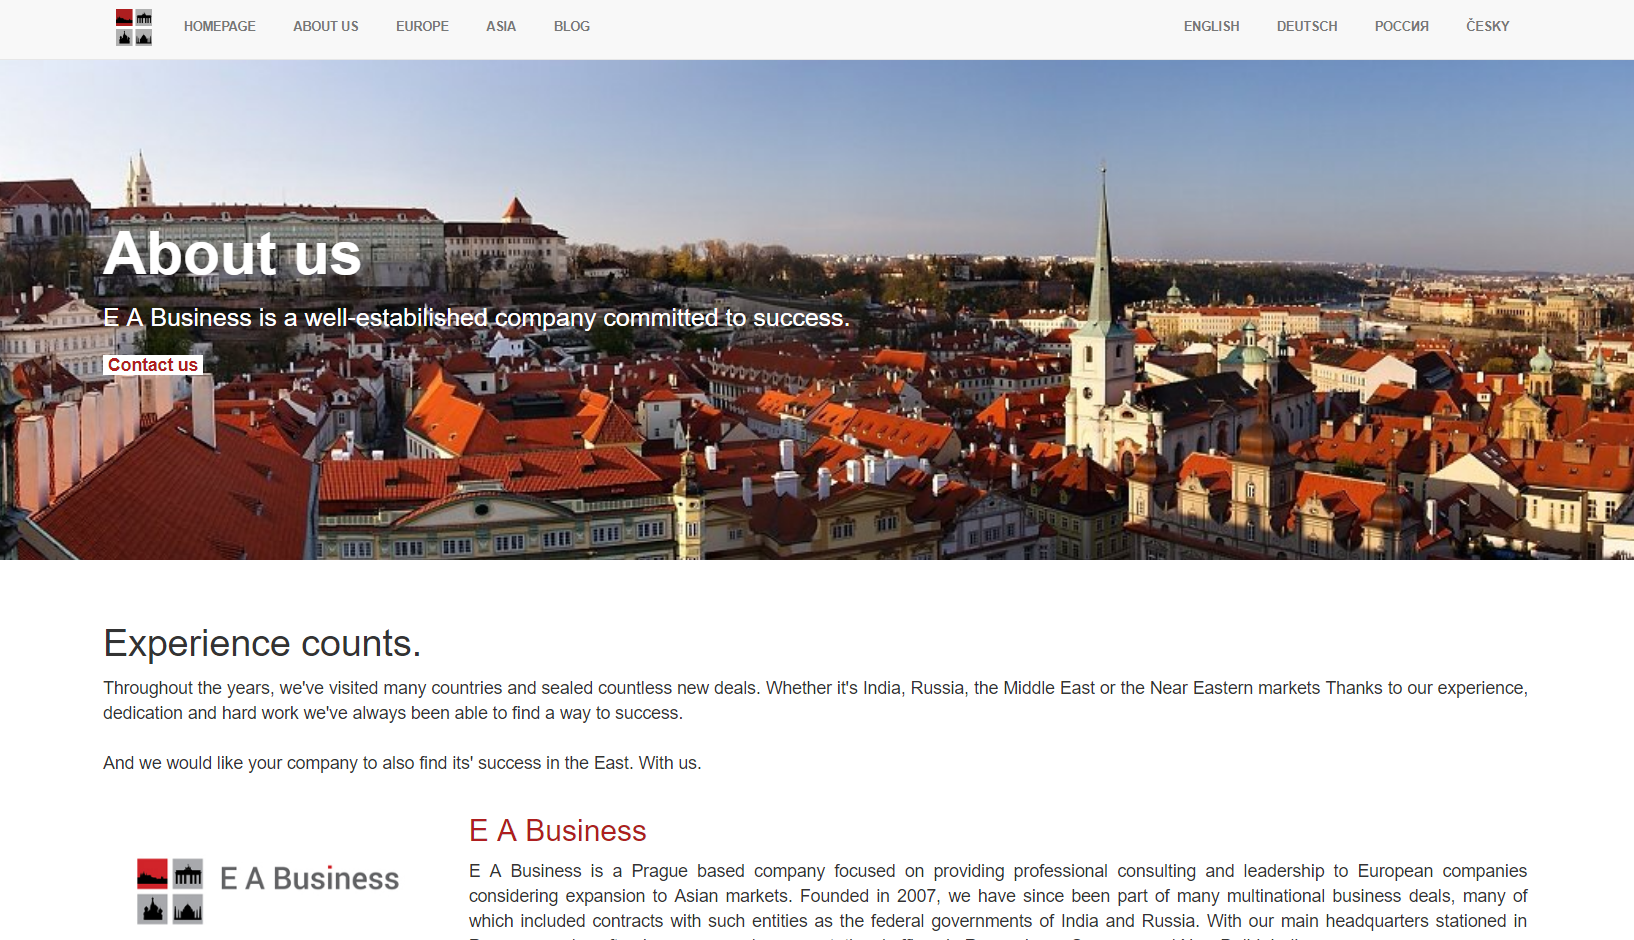 HOMEPAGE ABOUT US EUROPE ASIA BLOG ENGLISH DEUTSCH РОССИЯ ČESKY
About us
E A Business is a well-estabilished company committed to success.
Contact us
Experience counts.
Throughout the years, we've visited many countries and sealed countless new deals. Whether it's India, Russia, the Middle East or the Near Eastern markets Thanks to our experience,
dedication and hard work we've always been able to find a way to success.
And we would like your company to also find its' success in the East. With us.
E A Business
E A Business
E A Business is a Prague based company focused on providing professional consulting and leadership to European companies
considering expansion to Asian markets. Founded in 2007, we have since been part of many multinational business deals, many of
which included contracts with such entities as the federal governments of India and Russia. With our main headquarters stationed in